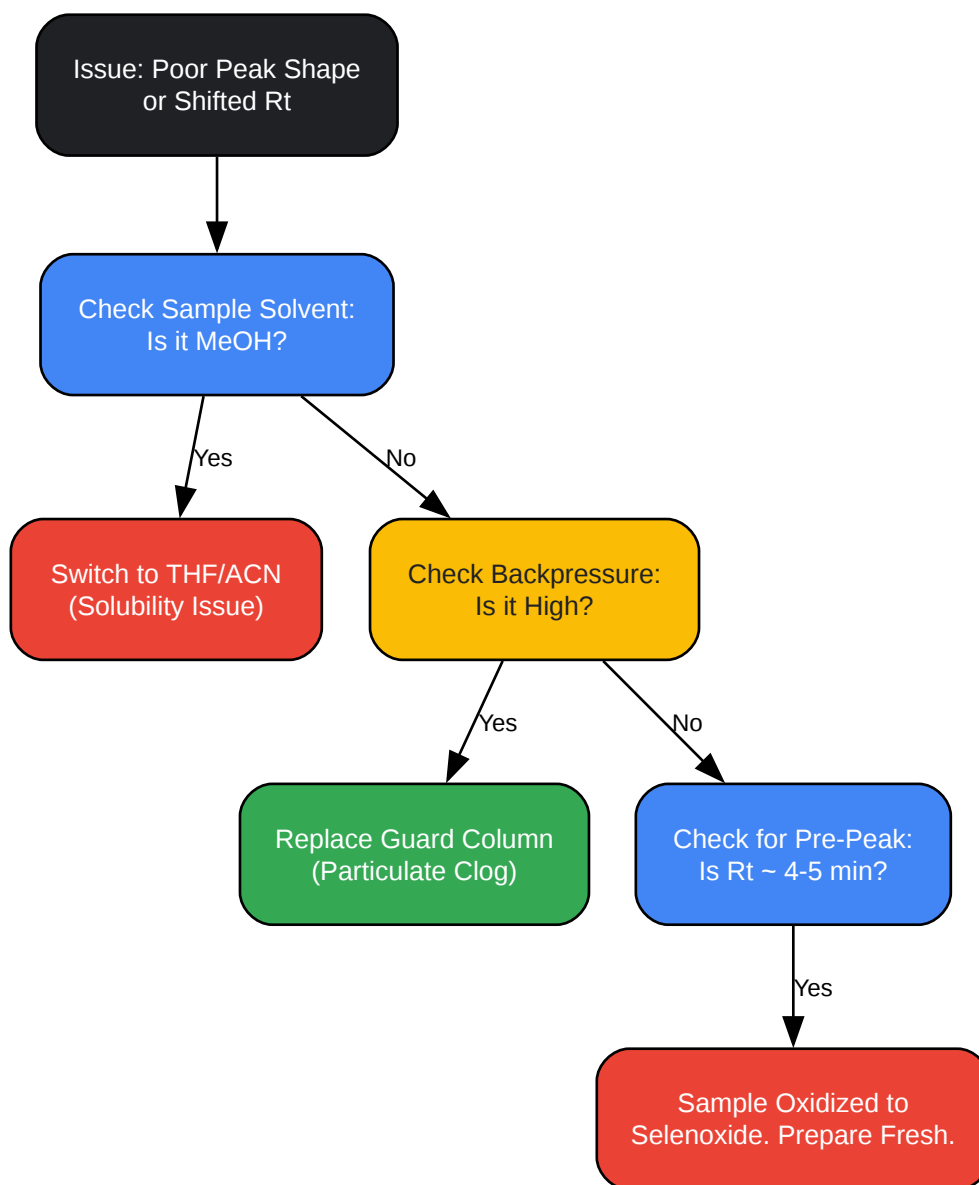 Issue: Poor Peak Shape
or Shifted Rt
Check Sample Solvent:
Is it MeOH?
Yes
No
Switch to THF/ACN
(Solubility Issue)
Check Backpressure:
Is it High?
Yes
No
Replace Guard Column
(Particulate Clog)
Check for Pre-Peak:
Is Rt ~ 4-5 min?
Yes
Sample Oxidized to
Selenoxide. Prepare Fresh.